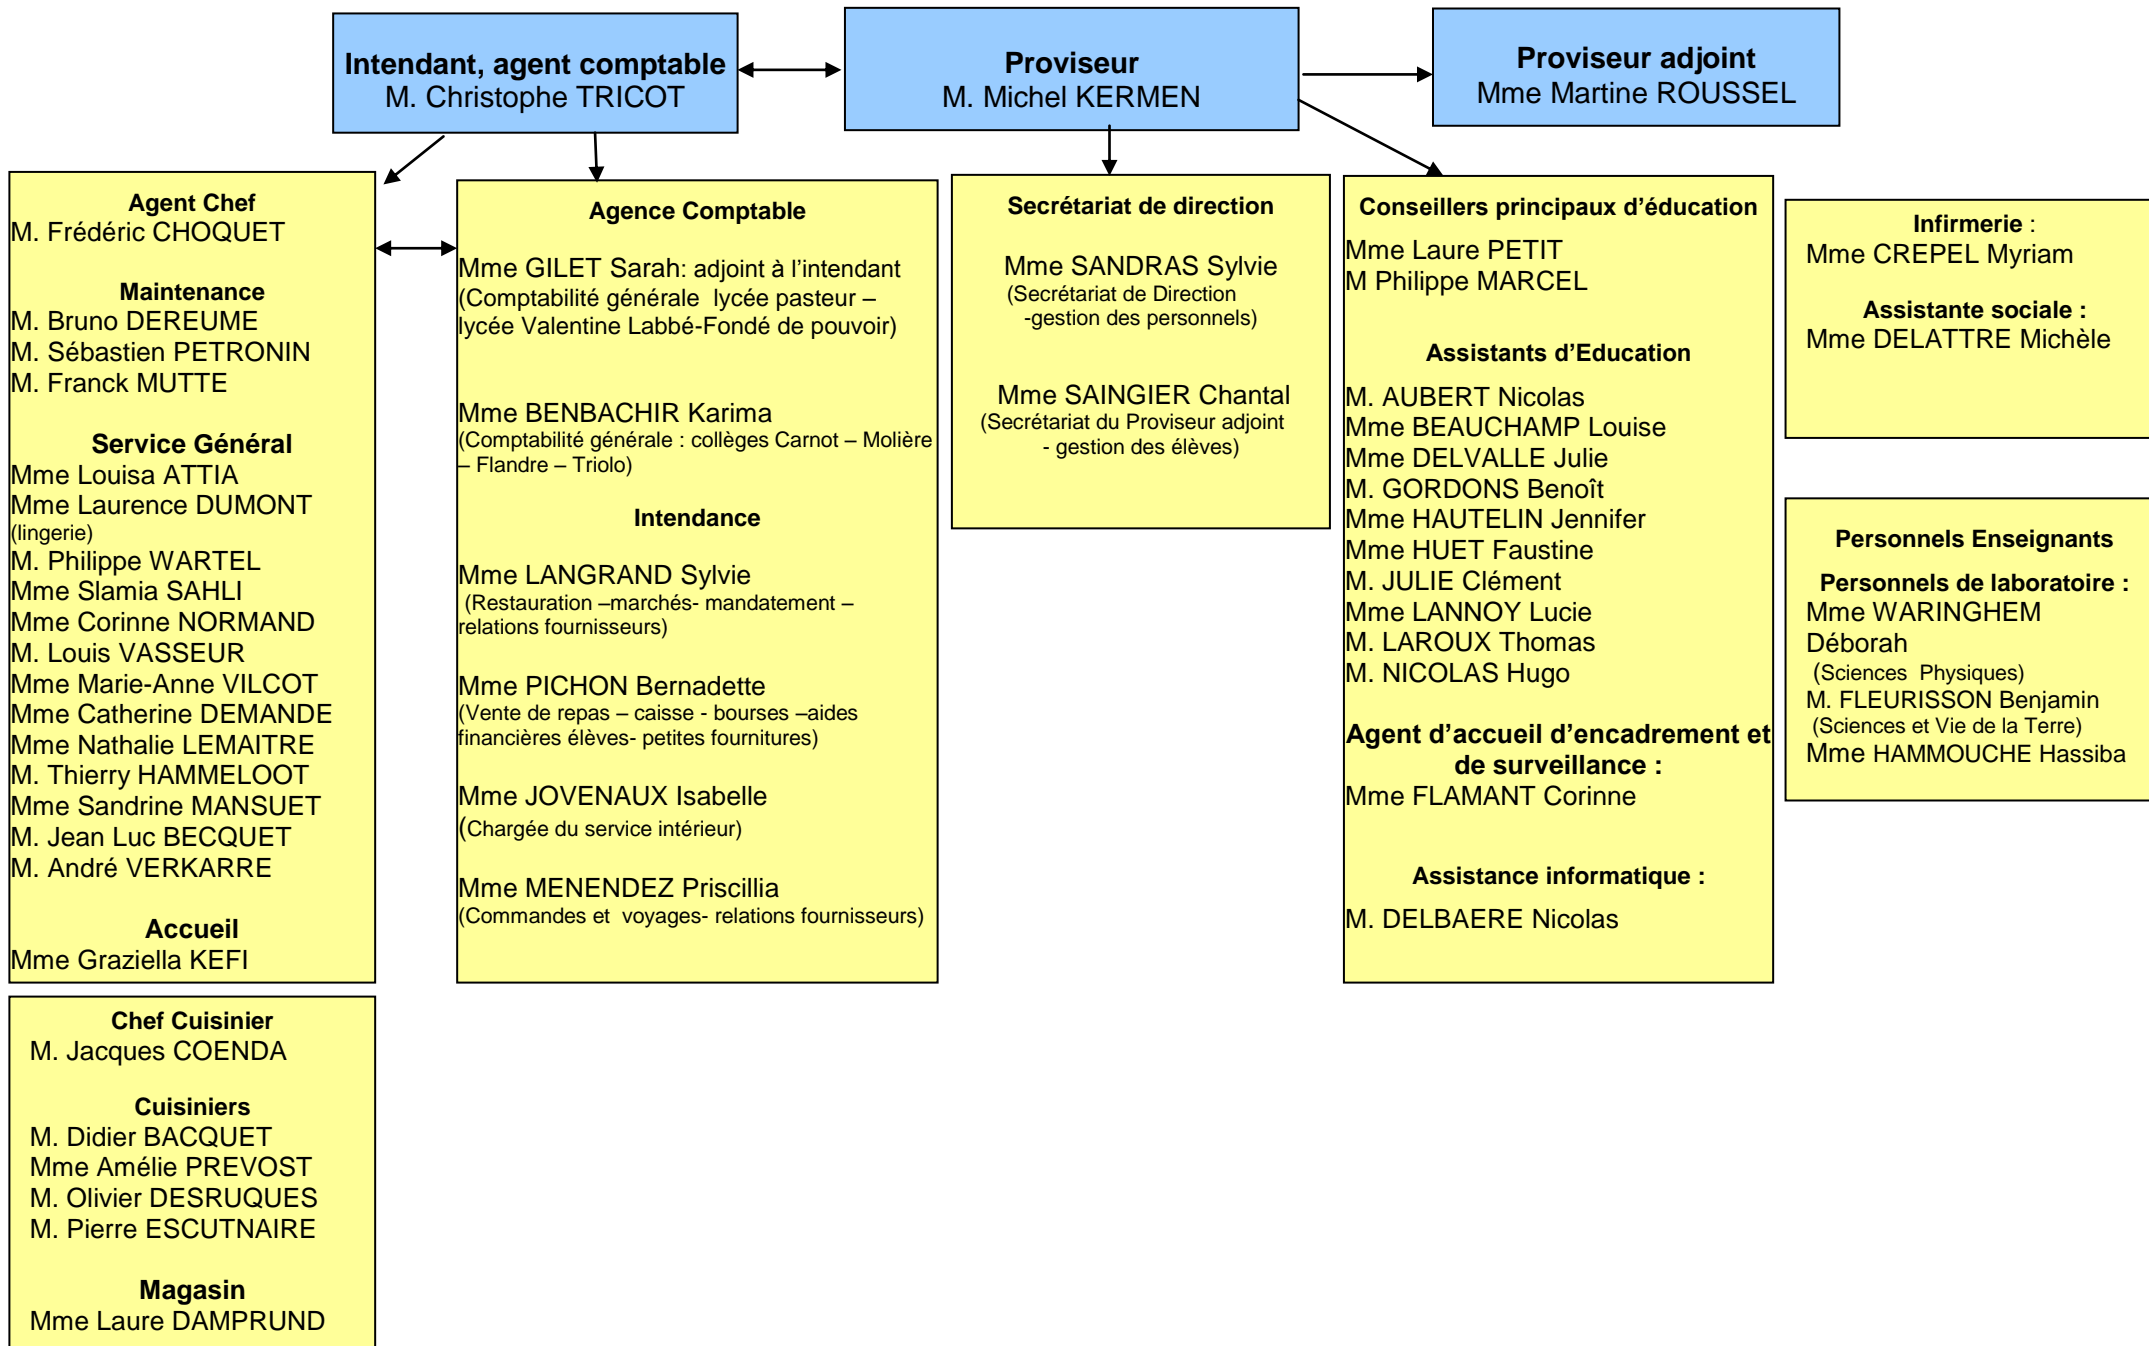 Intendant, agent comptable
M. Christophe TRICOT
Proviseur
M. Michel KERMEN
Proviseur adjoint
Mme Martine ROUSSEL
Agent Chef
M. Frédéric CHOQUET
Maintenance
M. Bruno DEREUME
M. Sébastien PETRONIN
M. Franck MUTTE
Service Général
Mme Louisa ATTIA
Mme Laurence DUMONT
(lingerie)
M. Philippe WARTEL
Mme Slamia SAHLI
Mme Corinne NORMAND
M. Louis VASSEUR
Mme Marie-Anne VILCOT
Mme Catherine DEMANDE
Mme Nathalie LEMAITRE
M. Thierry HAMMELOOT
Mme Sandrine MANSUET
M. Jean Luc BECQUET
M. André VERKARRE
Accueil
Mme Graziella KEFI
Chef Cuisinier
M. Jacques COENDA
Cuisiniers
M. Didier BACQUET
Mme Amélie PREVOST
M. Olivier DESRUQUES
M. Pierre ESCUTNAIRE
Magasin
Mme Laure DAMPRUND
Agence Comptable
Mme GILET Sarah: adjoint à l'intendant
(Comptabilité générale lycée pasteur –
lycée Valentine Labbé-Fondé de pouvoir)
Mme BENBACHIR Karima
(Comptabilité générale : collèges Carnot – Molière
– Flandre – Triolo)
Intendance
Mme LANGRAND Sylvie
(Restauration –marchés- mandatement –
relations fournisseurs)
Mme PICHON Bernadette
(Vente de repas – caisse - bourses –aides
financières élèves- petites fournitures)
Mme JOVENAUX Isabelle
(Chargée du service intérieur)
Mme MENENDEZ Priscillia
(Commandes et voyages- relations fournisseurs)
Secrétariat de direction
Mme SANDRAS Sylvie
(Secrétariat de Direction
-gestion des personnels)
Mme SAINGIER Chantal
(Secrétariat du Proviseur adjoint
- gestion des élèves)
Conseillers principaux d'éducation
Mme Laure PETIT
M Philippe MARCEL
Assistants d'Education
M. AUBERT Nicolas
Mme BEAUCHAMP Louise
Mme DELVALLE Julie
M. GORDONS Benoît
Mme HAUTELIN Jennifer
Mme HUET Faustine
M. JULIE Clément
Mme LANNOY Lucie
M. LAROUX Thomas
M. NICOLAS Hugo
Agent d'accueil d'encadrement et
de surveillance :
Mme FLAMANT Corinne
Assistance informatique :
M. DELBAERE Nicolas
Infirmerie :
Mme CREPEL Myriam
Assistante sociale :
Mme DELATTRE Michèle
Personnels Enseignants
Personnels de laboratoire :
Mme WARINGHEM
Déborah
(Sciences Physiques)
M. FLEURISSON Benjamin
(Sciences et Vie de la Terre)
Mme HAMMOUCHE Hassiba